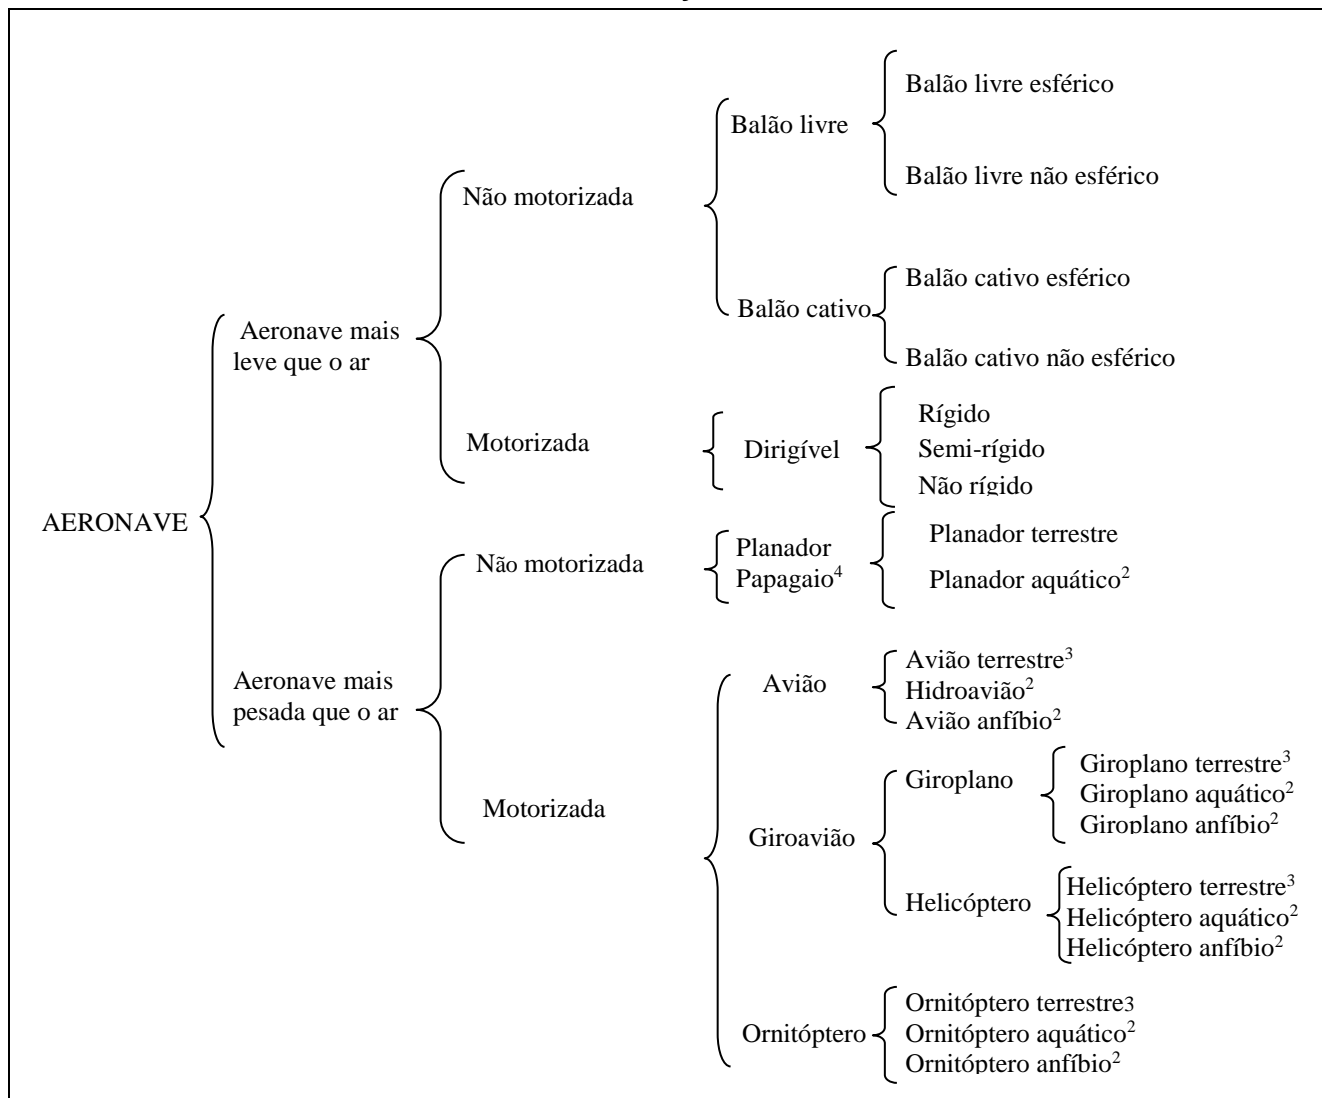 Balão livre esférico
Balão livre
Balão livre não esférico
Não motorizada
Balão cativo esférico
Balão cativo
Balão cativo não esférico
Aeronave mais
leve que o ar
Rígido
Motorizada
Dirigível
Semi-rígido
Não rígido
AERONAVE
Planador terrestre
Não motorizada
Planador
Papagaio⁴
Planador aquático²
Avião terrestre³
Avião
Hidroavião²
Avião anfíbio²
Aeronave mais
pesada que o ar
Motorizada
Giroplano
Giroplano terrestre³
Giroplano aquático²
Giroplano anfíbio²
Giroavião
Helicóptero
Helicóptero terrestre³
Helicóptero aquático²
Helicóptero anfíbio²
Ornitóptero terrestre3
Ornitóptero
Ornitóptero aquático²
Ornitóptero anfíbio²